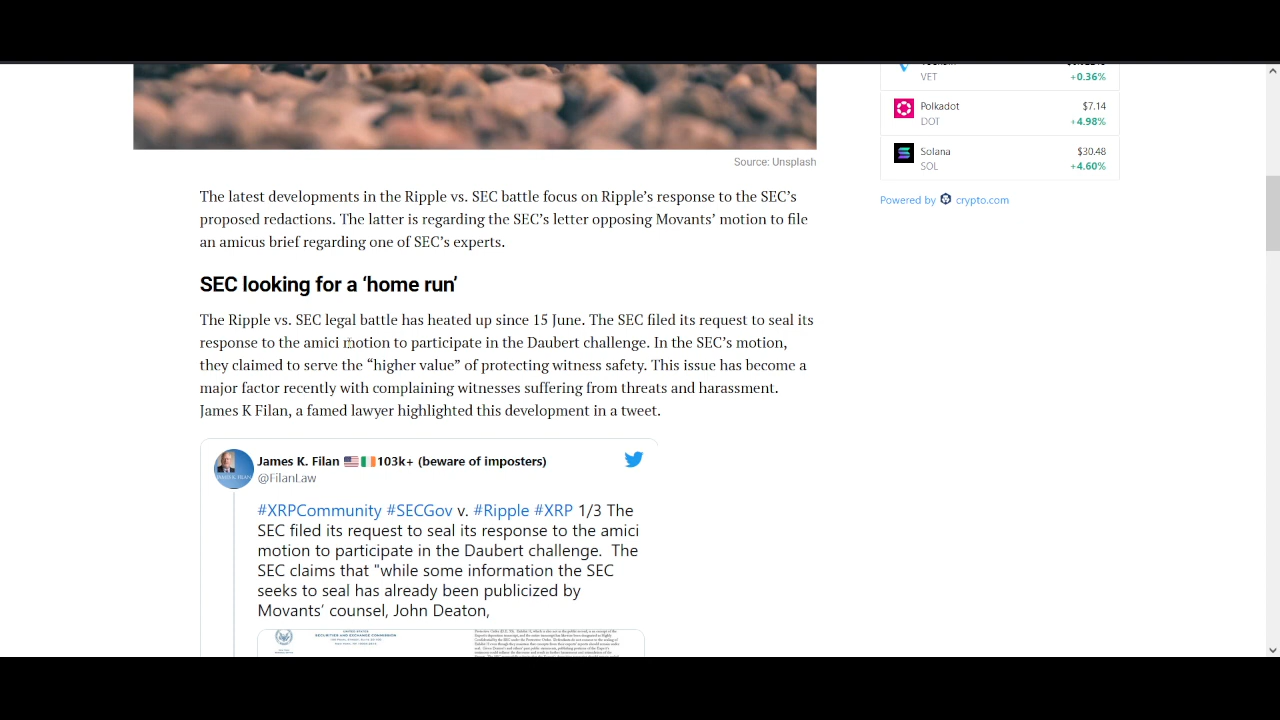 VET
+0.36%
Polkadot
$7.14
DOT
+4.98%
Solana
$30.48
SOL
+4.60%
Powered by crypto.com
Source: Unsplash
The latest developments in the Ripple vs. SEC battle focus on Ripple’s response to the SEC’s
proposed redactions. The latter is regarding the SEC’s letter opposing Movants’ motion to file
an amicus brief regarding one of SEC’s experts.
SEC looking for a ‘home run’
The Ripple vs. SEC legal battle has heated up since 15 June. The SEC filed its request to seal its
response to the amici motion to participate in the Daubert challenge. In the SEC’s motion,
they claimed to serve the “higher value” of protecting witness safety. This issue has become a
major factor recently with complaining witnesses suffering from threats and harassment.
James K Filan, a famed lawyer highlighted this development in a tweet.
James K. Filan 🇺🇸🇮🇪103k+ (beware of imposters)
@FilanLaw
#XRPCommunity #SECGov v. #Ripple #XRP 1/3 The
SEC filed its request to seal its response to the amici
motion to participate in the Daubert challenge.  The
SEC claims that "while some information the SEC
seeks to seal has already been publicized by
Movants’ counsel, John Deaton,
UNITED STATES
SECURITIES AND EXCHANGE COMMISSION